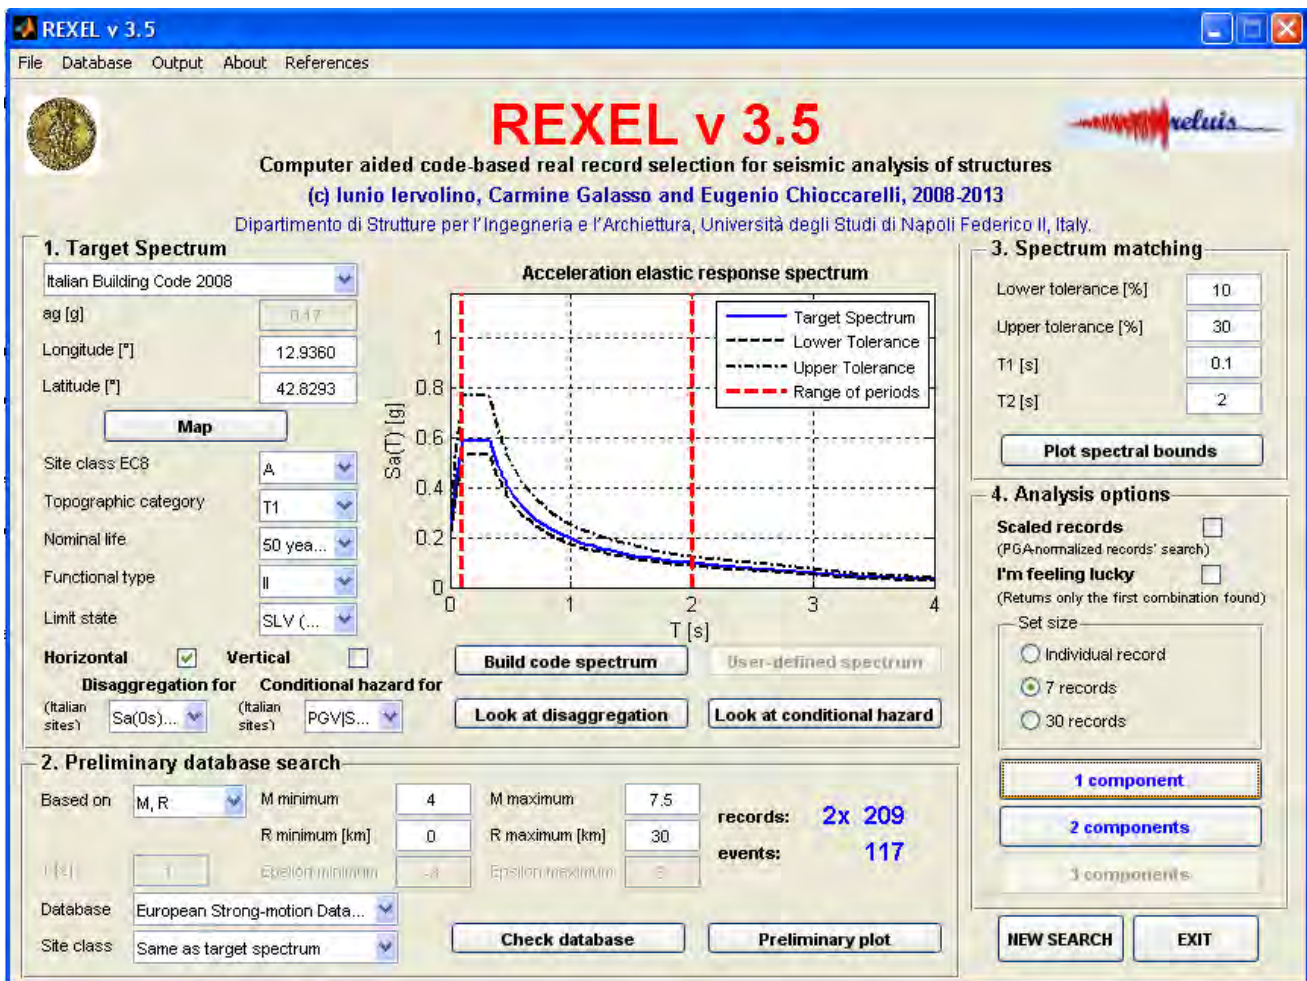 REXEL v 3.5
File Database Output About References
REXEL v 3.5
reluis
Computer aided code-based real record selection for seismic analysis of structures
(c) Iunio Iervolino, Carmine Galasso and Eugenio Chioccarelli, 2008-2013
Dipartimento di Strutture per l'Ingegneria e l'Archiettura, Università degli Studi di Napoli Federico II, Italy.
1. Target Spectrum
Italian Building Code 2008
ag [g] 0.17
Longitude [°] 12.9360
Latitude [°] 42.8293
Map
Site class EC8 A
Topographic category T1
Nominal life 50 yea...
Functional type II
Limit state SLV (...
Horizontal Vertical
Disaggregation for Conditional hazard for
(Italian sites) Sa(0s)... (Italian sites) PGV|S...
Acceleration elastic response spectrum
Target Spectrum
Lower Tolerance
Upper Tolerance
Range of periods
Sa(T) [g]
1
0.8
0.6
0.4
0.2
0
0 1 2 3 4
T [s]
Build code spectrum User-defined spectrum
Look at disaggregation Look at conditional hazard
2. Preliminary database search
Based on M, R M minimum 4 M maximum 7.5
R minimum [km] 0 R maximum [km] 30
records: 2x 209
events: 117
Epsilon minimum Epsilon maximum
Database European Strong-motion Data...
Site class Same as target spectrum
Check database Preliminary plot
3. Spectrum matching
Lower tolerance [%] 10
Upper tolerance [%] 30
T1 [s] 0.1
T2 [s] 2
Plot spectral bounds
4. Analysis options
Scaled records
(PGA-normalized records' search)
I'm feeling lucky
(Returns only the first combination found)
Set size
Individual record
7 records
30 records
1 component
2 components
3 components
NEW SEARCH EXIT